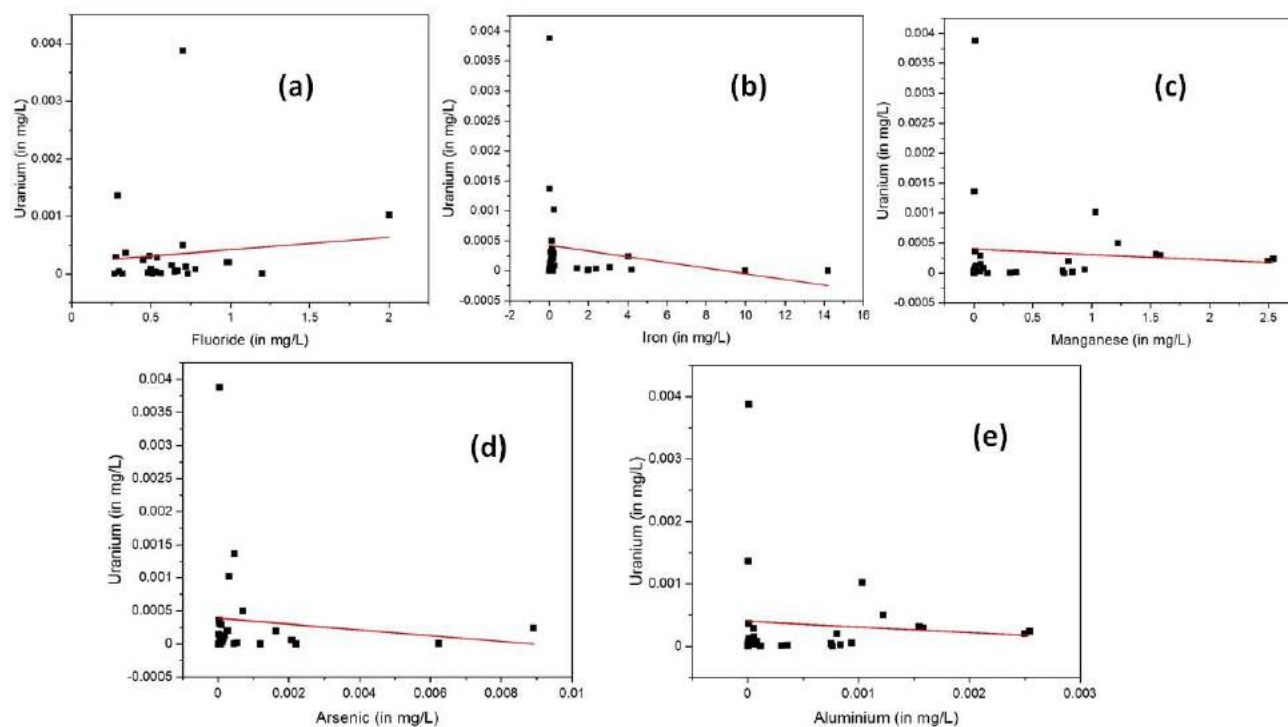 (a)
Uranium (in mg/L)
0.004
0.003
0.002
0.001
0
0.5
1
1.5
2
Fluoride (in mg/L)
(b)
Uranium (in mg/L)
0.004
0.0035
0.003
0.0025
0.002
0.0015
0.001
0.0005
0
-0.0005
-2 0 2 4 6 8 10 12 14 16
Iron (in mg/L)
(c)
Uranium (in mg/L)
0.004
0.0035
0.003
0.0025
0.002
0.0015
0.001
0.0005
0
-0.0005
0 0.5 1 1.5 2 2.5
Manganese (in mg/L)
(d)
Uranium (in mg/L)
0.004
0.0035
0.003
0.0025
0.002
0.0015
0.001
0.0005
0
-0.0005
0 0.002 0.004 0.006 0.008 0.01
Arsenic (in mg/L)
(e)
Uranium (in mg/L)
0.004
0.003
0.002
0.001
0
0 0.001 0.002 0.003
Aluminium (in mg/L)